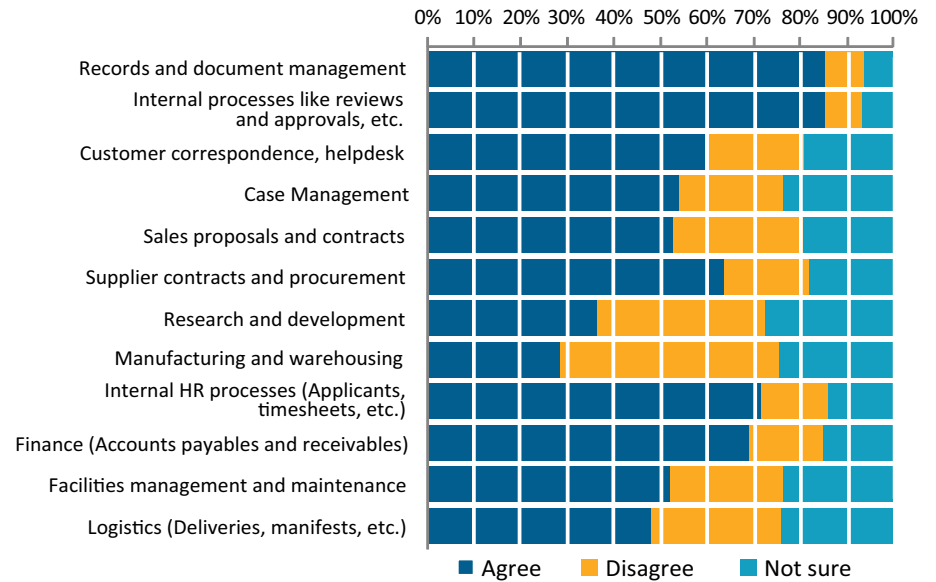 0% 10% 20% 30% 40% 50% 60% 70% 80% 90% 100%
Records and document management
Internal processes like reviews
and approvals, etc.
Customer correspondence, helpdesk
Case Management
Sales proposals and contracts
Supplier contracts and procurement
Research and development
Manufacturing and warehousing
Internal HR processes (Applicants,
timesheets, etc.)
Finance (Accounts payables and receivables)
Facilities management and maintenance
Logistics (Deliveries, manifests, etc.)
Agree Disagree Not sure